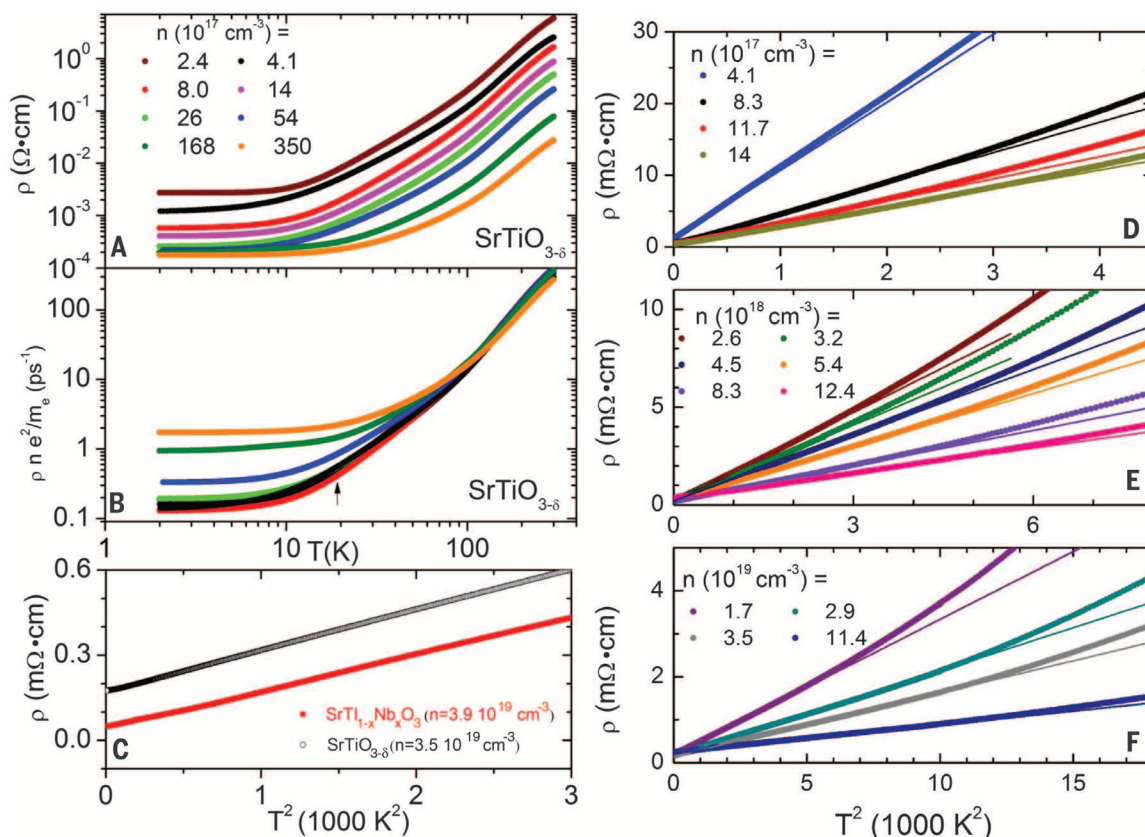 10⁰
10⁻¹
10⁻²
10⁻³
10⁻⁴
ρ (Ω•cm)
n (10¹⁷ cm⁻³) =
2.4 4.1
8.0 14
26 54
168 350
A
SrTiO₃₋δ
100
10
1
0.1
ρ n e²/mₑ (ps⁻¹)
B
SrTiO₃₋δ
1 10 100
T(K)
0.6
0.3
0.0
ρ (mΩ•cm)
SrTI₁₋ₓNbₓO₃ (n=3.9 10¹⁹ cm⁻³)
SrTiO₃₋δ (n=3.5 10¹⁹ cm⁻³)
C
0 1 2 3
T² (1000 K²)
30
20
10
0
ρ (mΩ•cm)
n (10¹⁷ cm⁻³) =
4.1
8.3
11.7
14
D
0 1 2 3 4
10
5
0
ρ (mΩ•cm)
n (10¹⁸ cm⁻³) =
2.6 3.2
4.5 5.4
8.3 12.4
E
0 3 6
4
2
0
ρ (mΩ•cm)
n (10¹⁹ cm⁻³) =
1.7 2.9
3.5 11.4
F
0 5 10 15
T² (1000 K²)